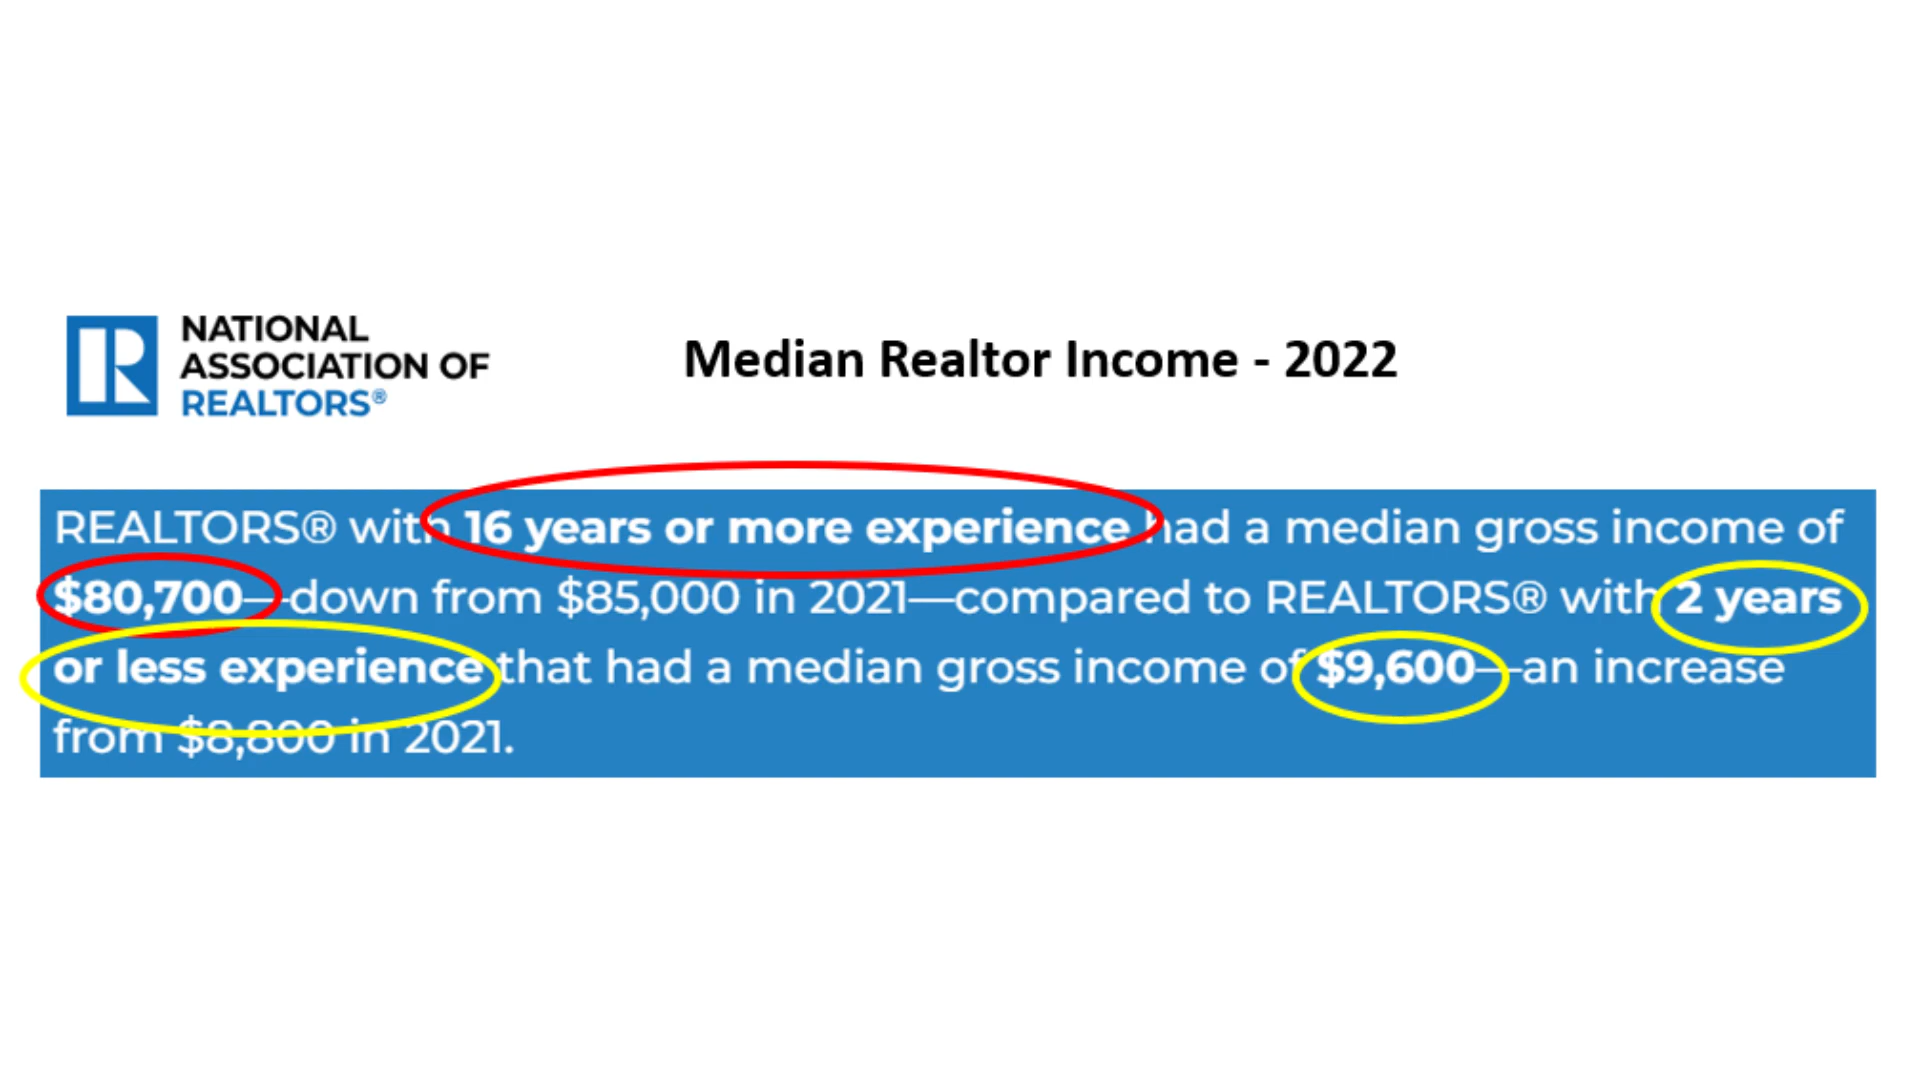 NATIONAL
ASSOCIATION OF
REALTORS®
Median Realtor Income - 2022
REALTORS® with 16 years or more experience had a median gross income of
$80,700—down from $85,000 in 2021—compared to REALTORS® with 2 years
or less experience that had a median gross income of $9,600—an increase
from $8,800 in 2021.